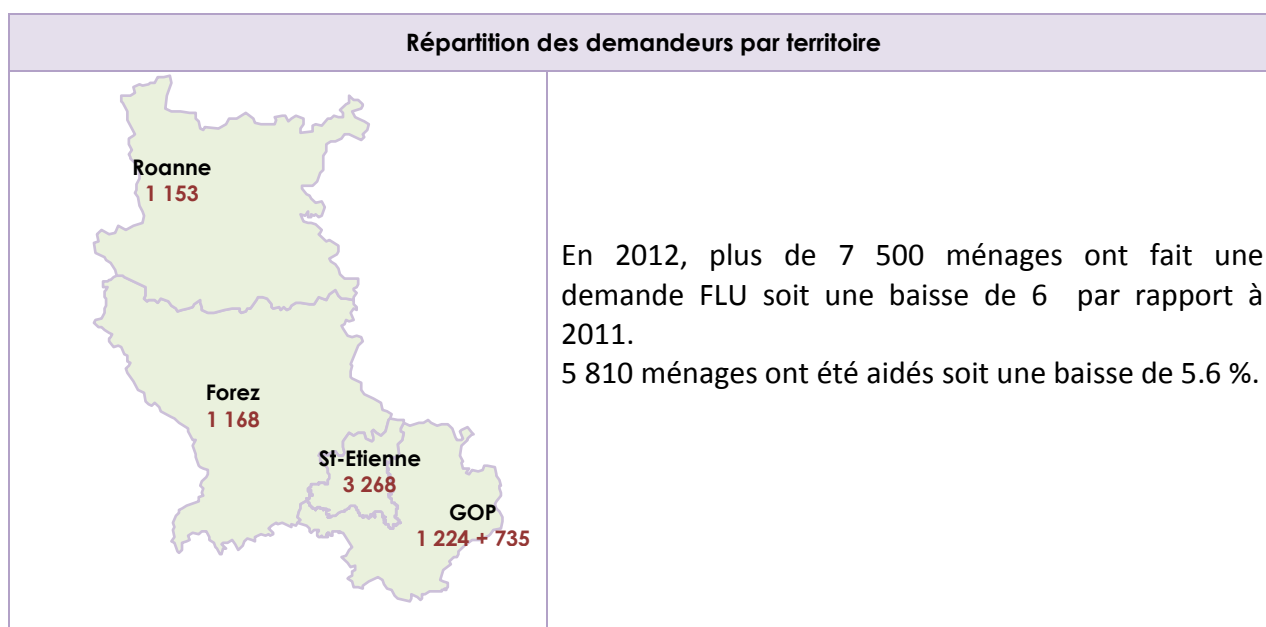 Répartition des demandeurs par territoire
Roanne
1 153
Forez
1 168
St-Etienne
3 268
GOP
1 224 + 735
En 2012, plus de 7 500 ménages ont fait une
demande FLU soit une baisse de 6 par rapport à
2011.
5 810 ménages ont été aidés soit une baisse de 5.6 %.